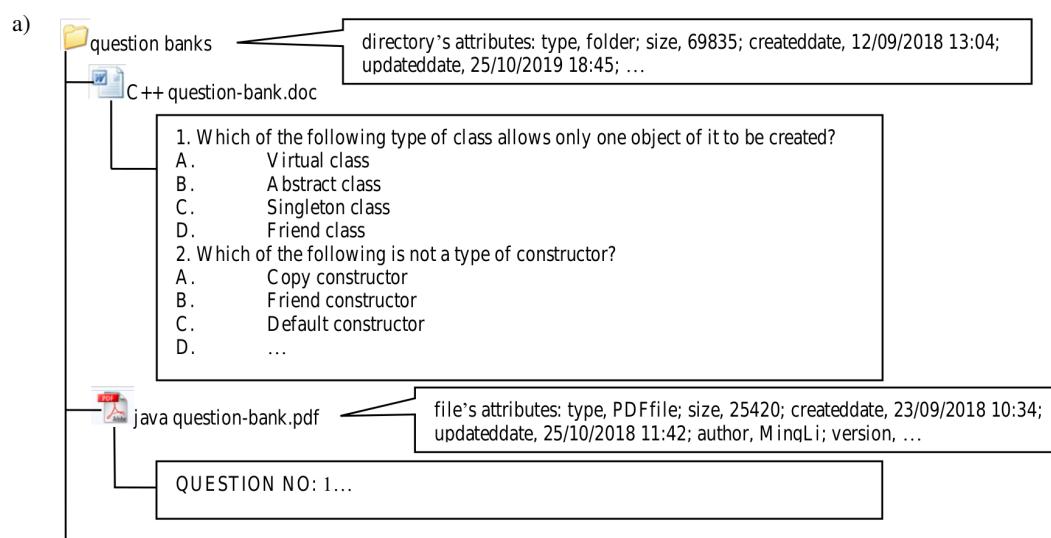 a)
question banks
directory's attributes: type, folder; size, 69835; createddate, 12/09/2018 13:04;
updateddate, 25/10/2019 18:45; …
C++ question-bank.doc
1. Which of the following type of class allows only one object of it to be created?
A. Virtual class
B. Abstract class
C. Singleton class
D. Friend class
2. Which of the following is not a type of constructor?
A. Copy constructor
B. Friend constructor
C. Default constructor
D. …
java question-bank.pdf
file's attributes: type, PDFfile; size, 25420; createddate, 23/09/2018 10:34;
updateddate, 25/10/2018 11:42; author, MingLi; version, …
QUESTION NO: 1…